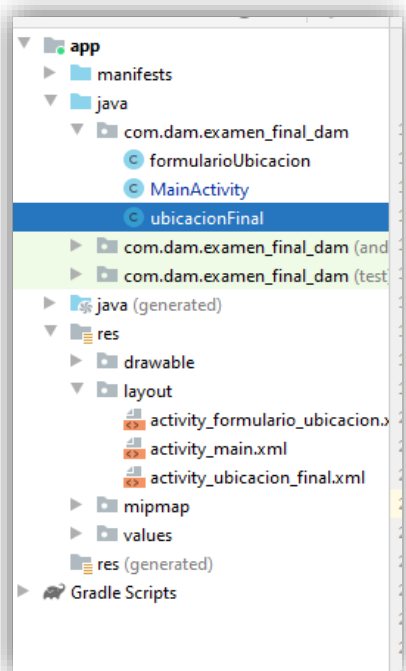 app
manifests
java
com.dam.examen_final_dam
formularioUbicacion
MainActivity
ubicacionFinal
com.dam.examen_final_dam (and
com.dam.examen_final_dam (test
java (generated)
res
drawable
layout
activity_formulario_ubicacion.x
activity_main.xml
activity_ubicacion_final.xml
mipmap
values
res (generated)
Gradle Scripts